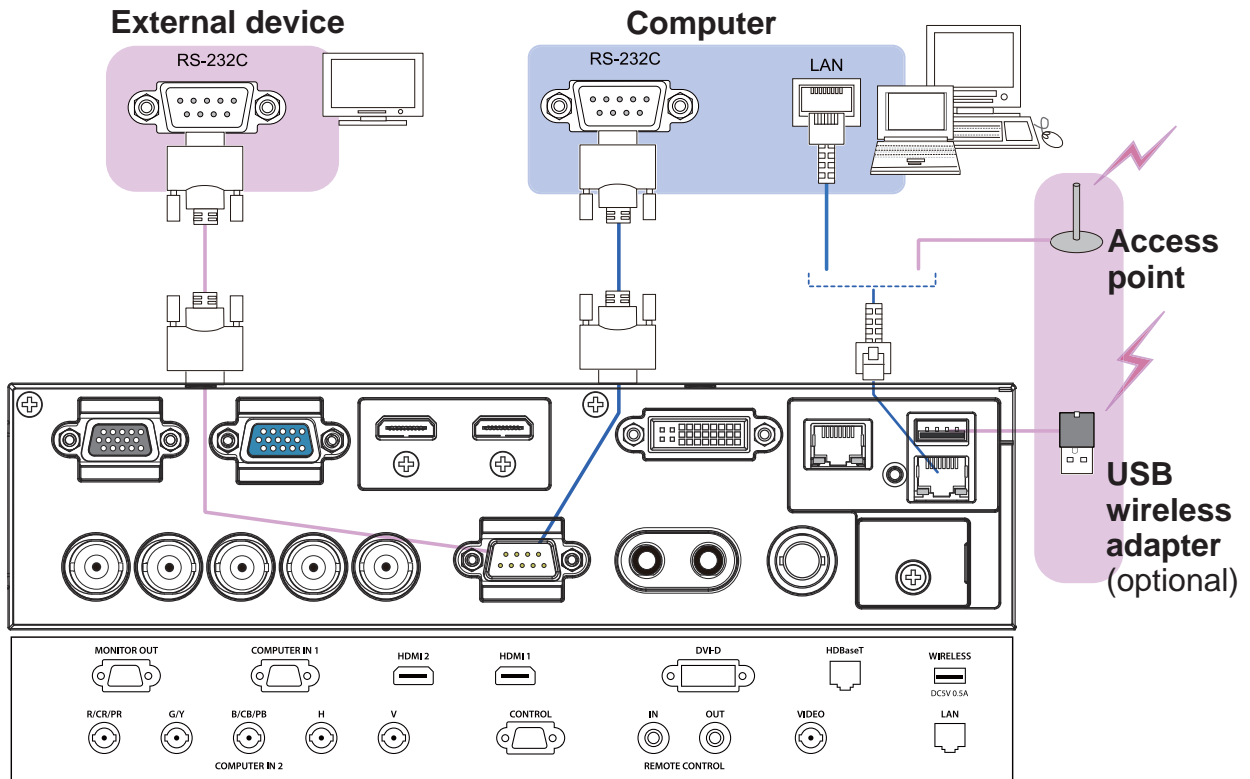 External device
Computer
RS-232C
RS-232C
LAN
Access
point
USB
wireless
adapter
(optional)
MONITOR OUT
COMPUTER IN 1
HDMI 2
HDMI 1
DVI-D
HDBaseT
WIRELESS
DC5V 0.5A
R/CR/PR
G/Y
B/CB/PB
H
V
CONTROL
IN
OUT
VIDEO
LAN
COMPUTER IN 2
REMOTE CONTROL